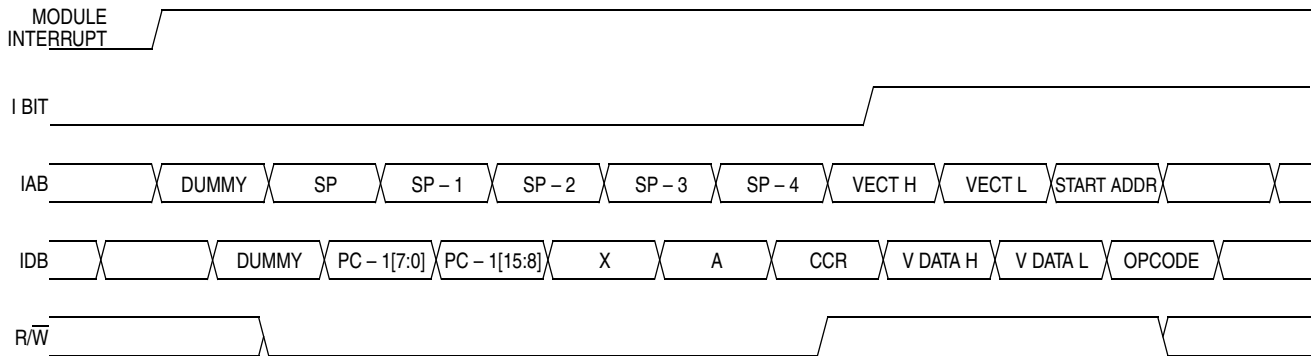 MODULE
INTERRUPT
I BIT
IAB DUMMY SP SP – 1 SP – 2 SP – 3 SP – 4 VECT H VECT L START ADDR
IDB DUMMY PC – 1[7:0] PC – 1[15:8] X A CCR V DATA H V DATA L OPCODE
R/W̅